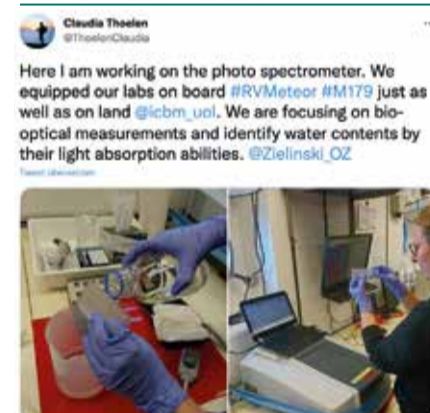 Claudia Thoelen
@ThoelenClaudia
Here I am working on the photo spectrometer. We
equipped our labs on board #RVMeteor #M179 just as
well as on land @icbm_uol. We are focusing on bio-
optical measurements and identify water contents by
their light absorption abilities. @Zielinski_OZ
Tweet übersetzen